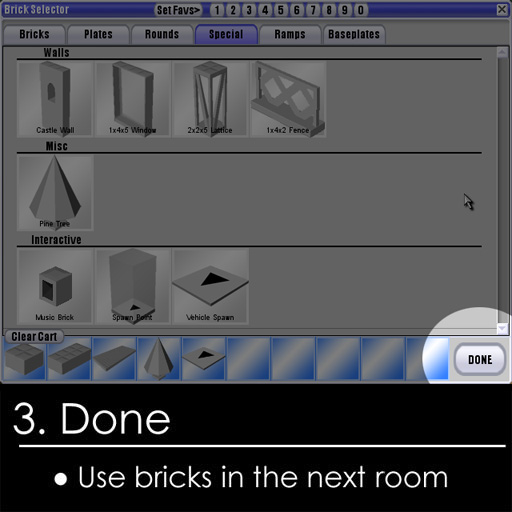 Brick Selector
Set Favs> 1 2 3 4 5 6 7 8 9 0
Bricks Plates Rounds Special Ramps Baseplates
Walls
Castle Wall 1x4x5 Window 2x2x5 Lattice 1x4x2 Fence
Misc
Pine Tree
Interactive
Music Brick Spawn Point Vehicle Spawn
Clear Cart
DONE
3. Done
● Use bricks in the next room